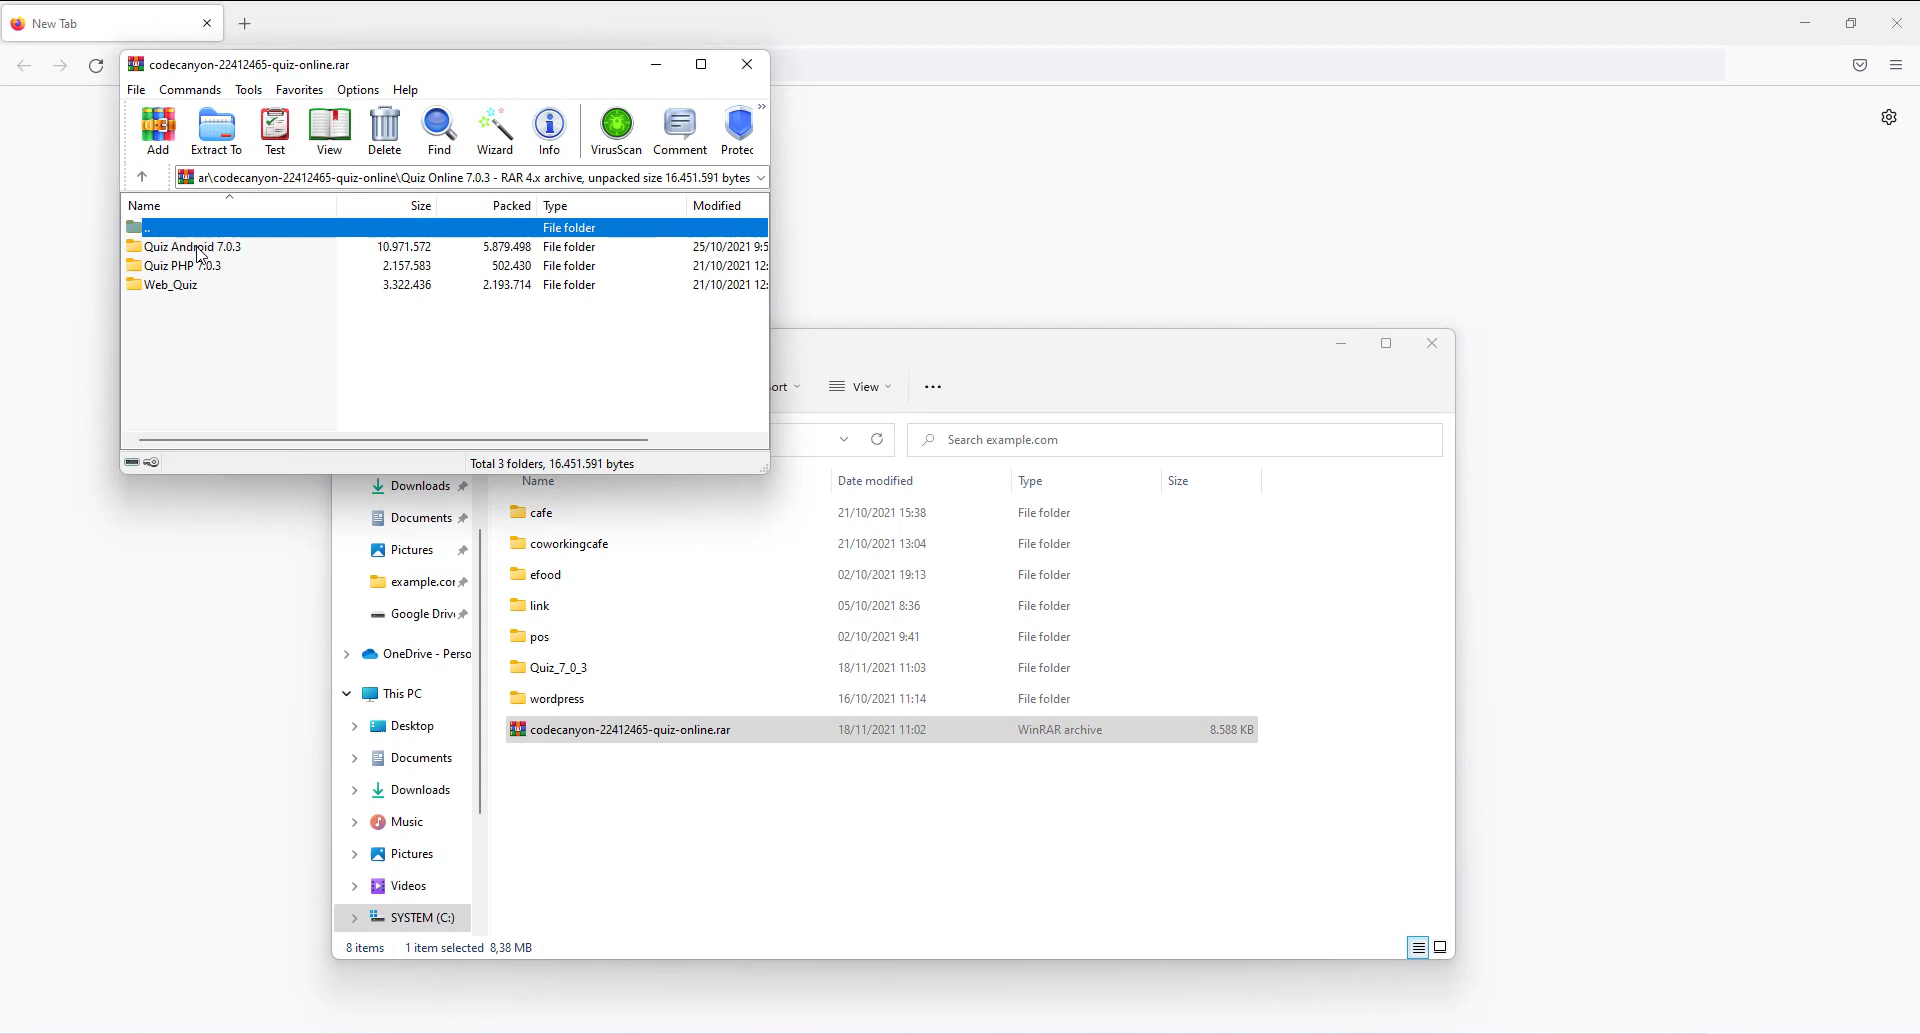 New Tab
codecanyon-22412465-quiz-online.rar
File Commands Tools Favorites Options Help
Add Extract To Test View Delete Find Wizard Info VirusScan Comment Protec
ar\codecanyon-22412465-quiz-online\Quiz Online 7.0.3 - RAR 4.x archive, unpacked size 16.451.591 bytes
Name Size Packed Type Modified
.. File folder
Quiz Android 7.0.3 10.971.572 5.879.498 File folder 25/10/2021 9:5
Quiz PHP 7.0.3 2.157.583 502.430 File folder 21/10/2021 12:
Web_Quiz 3.322.436 2.193.714 File folder 21/10/2021 12:
Total 3 folders, 16.451.591 bytes
ort View
Search example.com
Name Date modified Type Size
cafe 21/10/2021 15:38 File folder
coworkingcafe 21/10/2021 13:04 File folder
efood 02/10/2021 19:13 File folder
link 05/10/2021 8:36 File folder
pos 02/10/2021 9:41 File folder
Quiz_7_0_3 18/11/2021 11:03 File folder
wordpress 16/10/2021 11:14 File folder
codecanyon-22412465-quiz-online.rar 18/11/2021 11:02 WinRAR archive 8.588 KB
Downloads
Documents
Pictures
example.cor
Google Driv
OneDrive - Perso
This PC
Desktop
Documents
Downloads
Music
Pictures
Videos
SYSTEM (C:)
8 items 1 item selected 8,38 MB